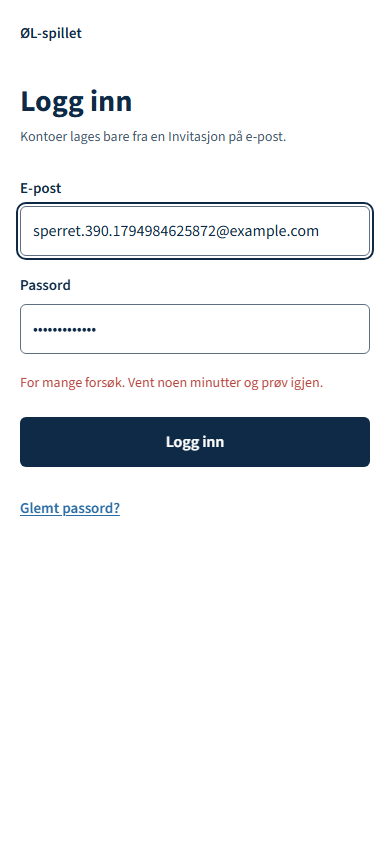 ØL-spillet
Logg inn
Kontoer lages bare fra en Invitasjon på e-post.
E-post
sperret.390.1794984625872@example.com
Passord
•••••••••••••
For mange forsøk. Vent noen minutter og prøv igjen.
Logg inn
Glemt passord?